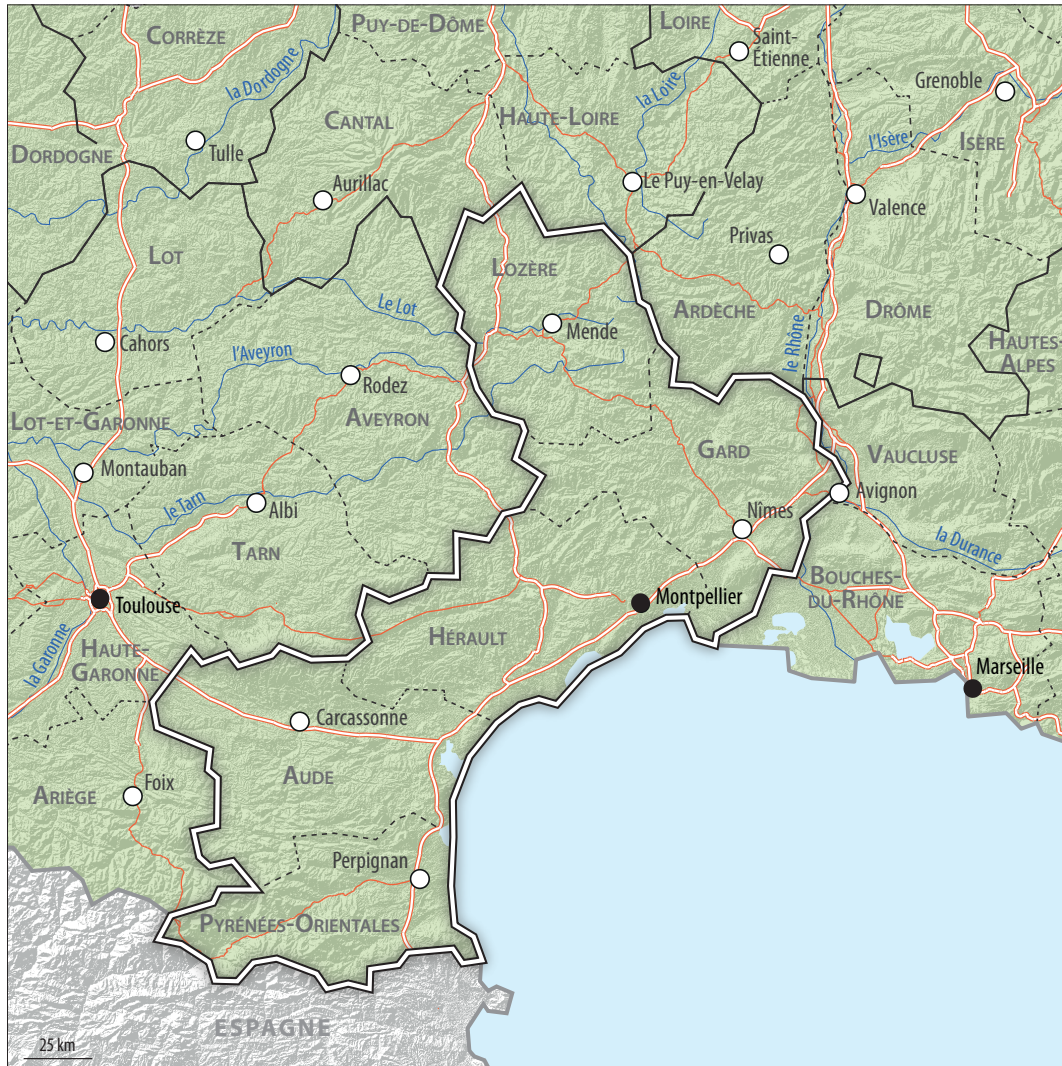 PUY-DE-DÔME
LOIRE
CORRÈZE
Saint-
Étienne
la Dordogne
la Loire
Grenoble
CANTAL
HAUTE-LOIRE
l'Isère
ISÈRE
DORDOGNE
Tulle
Aurillac
Le Puy-en-Velay
Valence
Privas
LOT
LOZÈRE
Le Lot
ARDÈCHE
DRÔME
Mende
Cahors
le Rhône
HAUTES-
ALPES
l'Aveyron
Rodez
LOT-ET-GARONNE
AVEYRON
GARD
VAUCLUSE
Montauban
Avignon
le Tarn
Albi
Nîmes
la Durance
TARN
BOUCHES-
DU-RHÔNE
Toulouse
Montpellier
HÉRAULT
la Garonne
HAUTE-
GARONNE
Marseille
Carcassonne
AUDE
ARIÈGE
Foix
Perpignan
PYRÉNÉES-ORIENTALES
ESPAGNE
25 km